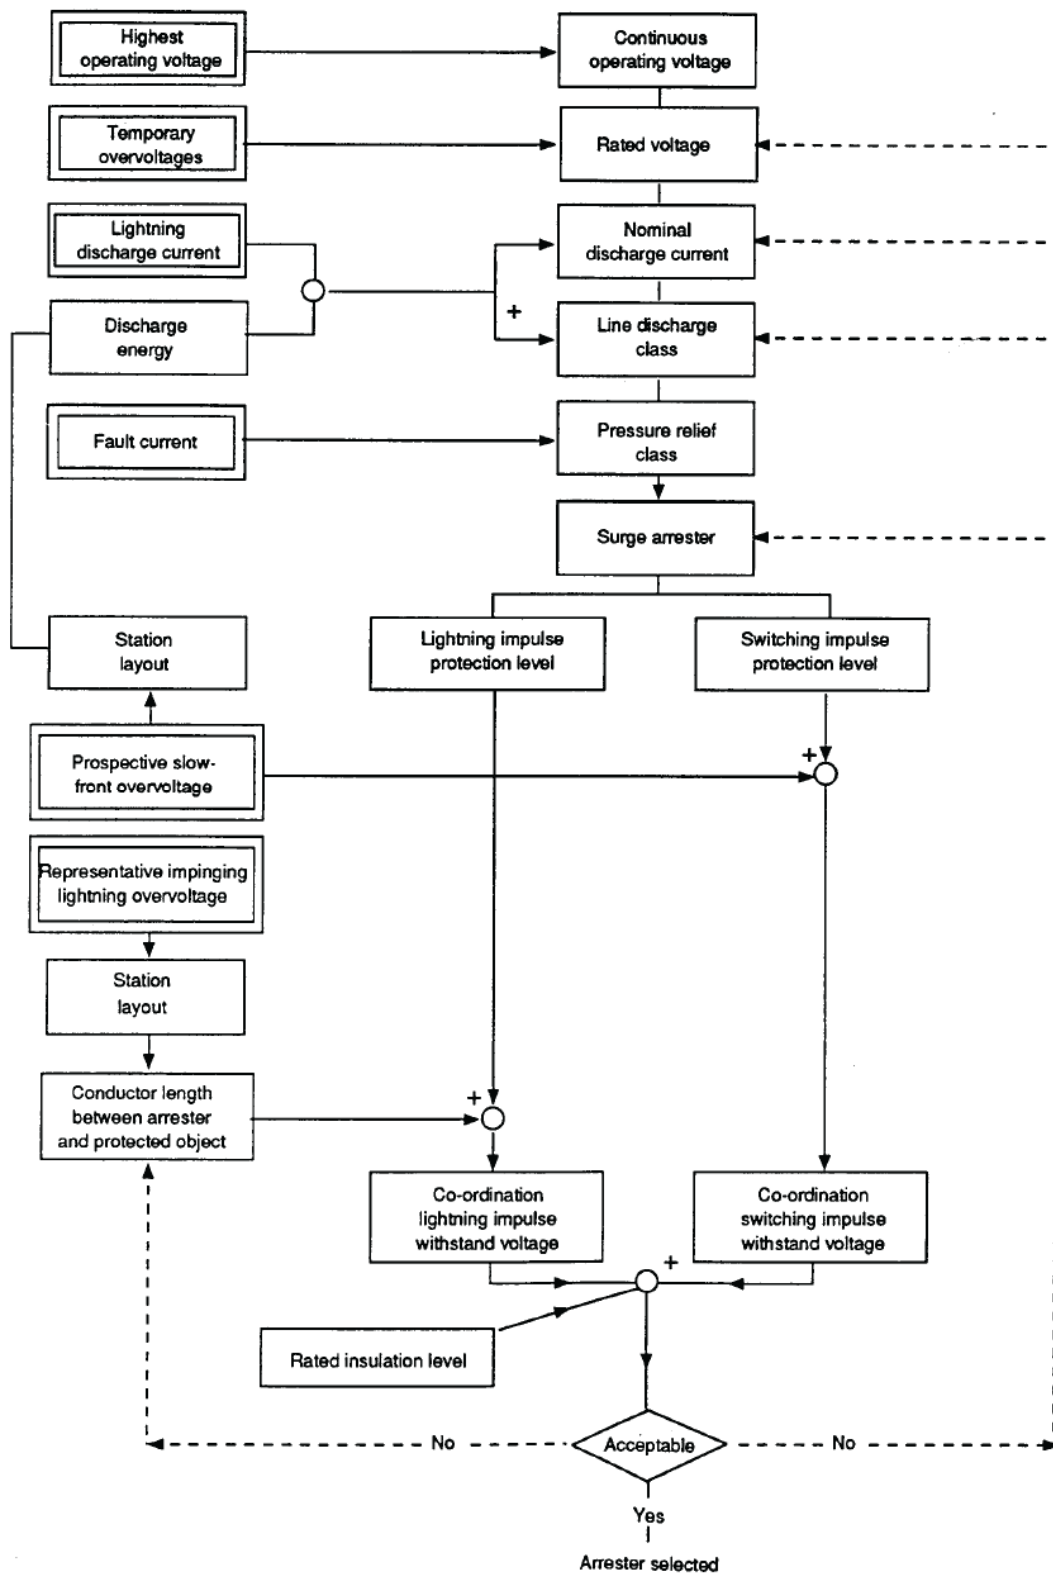 Highest
operating voltage
Continuous
operating voltage
Temporary
overvoltages
Rated voltage
Lightning
discharge current
Nominal
discharge current
+
Discharge
energy
Line discharge
class
Fault current
Pressure relief
class
Surge arrester
Station
layout
Lightning impulse
protection level
Switching impulse
protection level
Prospective slow-
front overvoltage
+
Representative impinging
lightning overvoltage
Station
layout
Conductor length
between arrester
and protected object
+
Co-ordination
lightning impulse
withstand voltage
Co-ordination
switching impulse
withstand voltage
+
Rated insulation level
No
Acceptable
No
Yes
Arrester selected